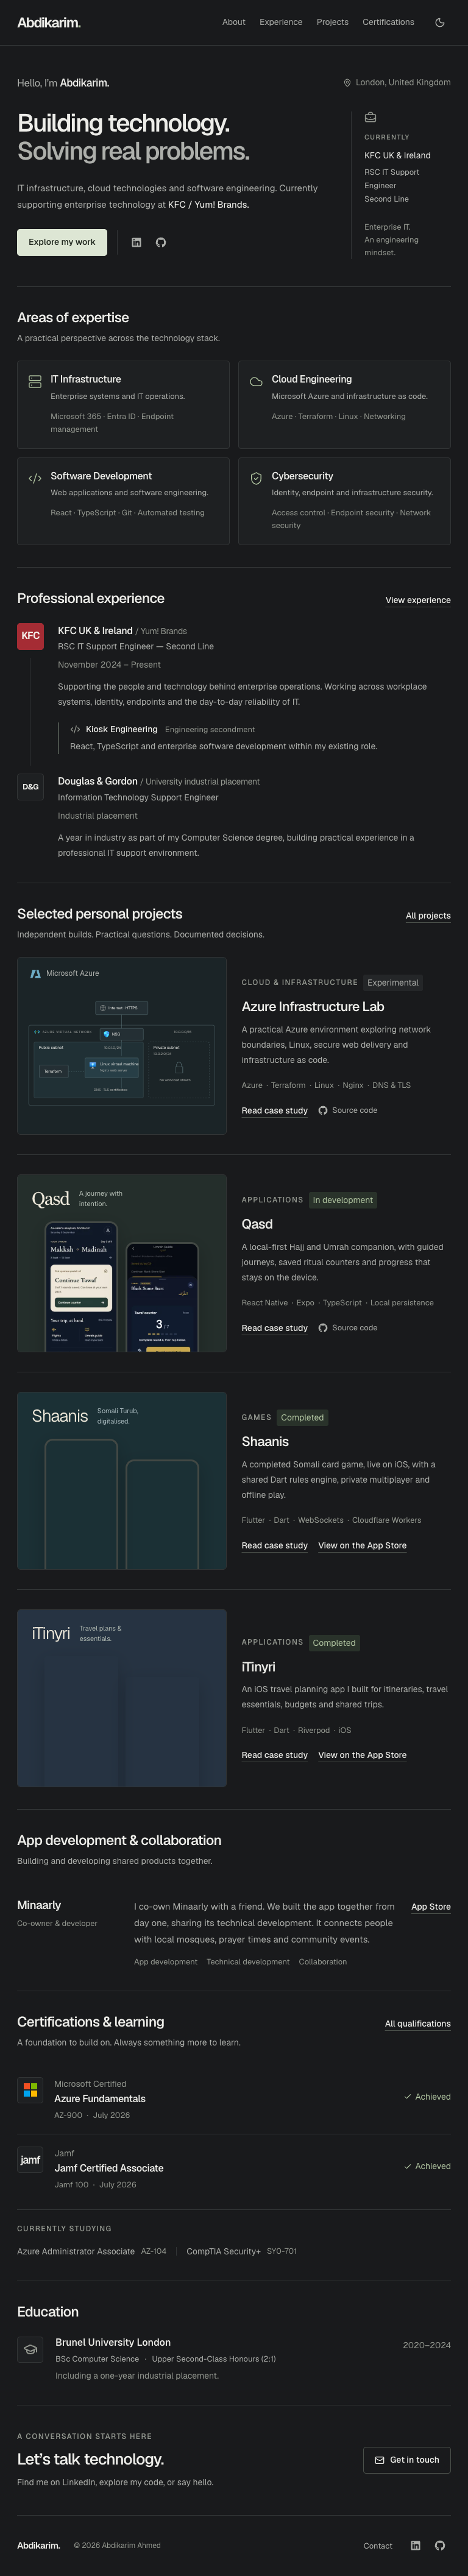 Abdikarim.
About Experience Projects Certifications
Hello, I'm Abdikarim.
London, United Kingdom
Building technology.
Solving real problems.
IT infrastructure, cloud technologies and software engineering. Currently
supporting enterprise technology at KFC / Yum! Brands.
Explore my work
CURRENTLY
KFC UK & Ireland
RSC IT Support
Engineer
Second Line
Enterprise IT.
An engineering
mindset.
Areas of expertise
A practical perspective across the technology stack.
IT Infrastructure
Enterprise systems and IT operations.
Microsoft 365 · Entra ID · Endpoint
management
Cloud Engineering
Microsoft Azure and infrastructure as code.
Azure · Terraform · Linux · Networking
Software Development
Web applications and software engineering.
React · TypeScript · Git · Automated testing
Cybersecurity
Identity, endpoint and infrastructure security.
Access control · Endpoint security · Network
security
Professional experience
View experience
KFC
KFC UK & Ireland / Yum! Brands
RSC IT Support Engineer — Second Line
November 2024 – Present
Supporting the people and technology behind enterprise operations. Working across workplace
systems, identity, endpoints and the day-to-day reliability of IT.
Kiosk Engineering Engineering secondment
React, TypeScript and enterprise software development within my existing role.
D&G
Douglas & Gordon / University industrial placement
Information Technology Support Engineer
Industrial placement
A year in industry as part of my Computer Science degree, building practical experience in a
professional IT support environment.
Selected personal projects
All projects
Independent builds. Practical questions. Documented decisions.
Microsoft Azure
Internet HTTPS
AZURE VIRTUAL NETWORK
NSG
Public subnet
Private subnet
Terraform
Linux virtual machine
CLOUD & INFRASTRUCTURE Experimental
Azure Infrastructure Lab
A practical Azure environment exploring network
boundaries, Linux, secure web delivery and
infrastructure as code.
Azure · Terraform · Linux · Nginx · DNS & TLS
Read case study Source code
Qasd
A journey with
intention.
Makkah · Madinah
Continue Tawaf
Black Stone Start
Tawaf counter
3
APPLICATIONS In development
Qasd
A local-first Hajj and Umrah companion, with guided
journeys, saved ritual counters and progress that
stays on the device.
React Native · Expo · TypeScript · Local persistence
Read case study Source code
Shaanis
Somali Turub,
digitalised.
GAMES Completed
Shaanis
A completed Somali card game, live on iOS, with a
shared Dart rules engine, private multiplayer and
offline play.
Flutter · Dart · WebSockets · Cloudflare Workers
Read case study View on the App Store
iTinyri
Travel plans &
essentials.
APPLICATIONS Completed
iTinyri
An iOS travel planning app I built for itineraries, travel
essentials, budgets and shared trips.
Flutter · Dart · Riverpod · iOS
Read case study View on the App Store
App development & collaboration
Building and developing shared products together.
Minaarly
Co-owner & developer
I co-own Minaarly with a friend. We built the app together from
day one, sharing its technical development. It connects people
with local mosques, prayer times and community events.
App development Technical development Collaboration
App Store
Certifications & learning
All qualifications
A foundation to build on. Always something more to learn.
Microsoft Certified
Azure Fundamentals
AZ-900 · July 2026
Achieved
jamf
Jamf
Jamf Certified Associate
Jamf 100 · July 2026
Achieved
CURRENTLY STUDYING
Azure Administrator Associate AZ-104 CompTIA Security+ SY0-701
Education
Brunel University London
BSc Computer Science · Upper Second-Class Honours (2:1)
Including a one-year industrial placement.
2020–2024
A CONVERSATION STARTS HERE
Let's talk technology.
Find me on LinkedIn, explore my code, or say hello.
Get in touch
Abdikarim. © 2026 Abdikarim Ahmed
Contact